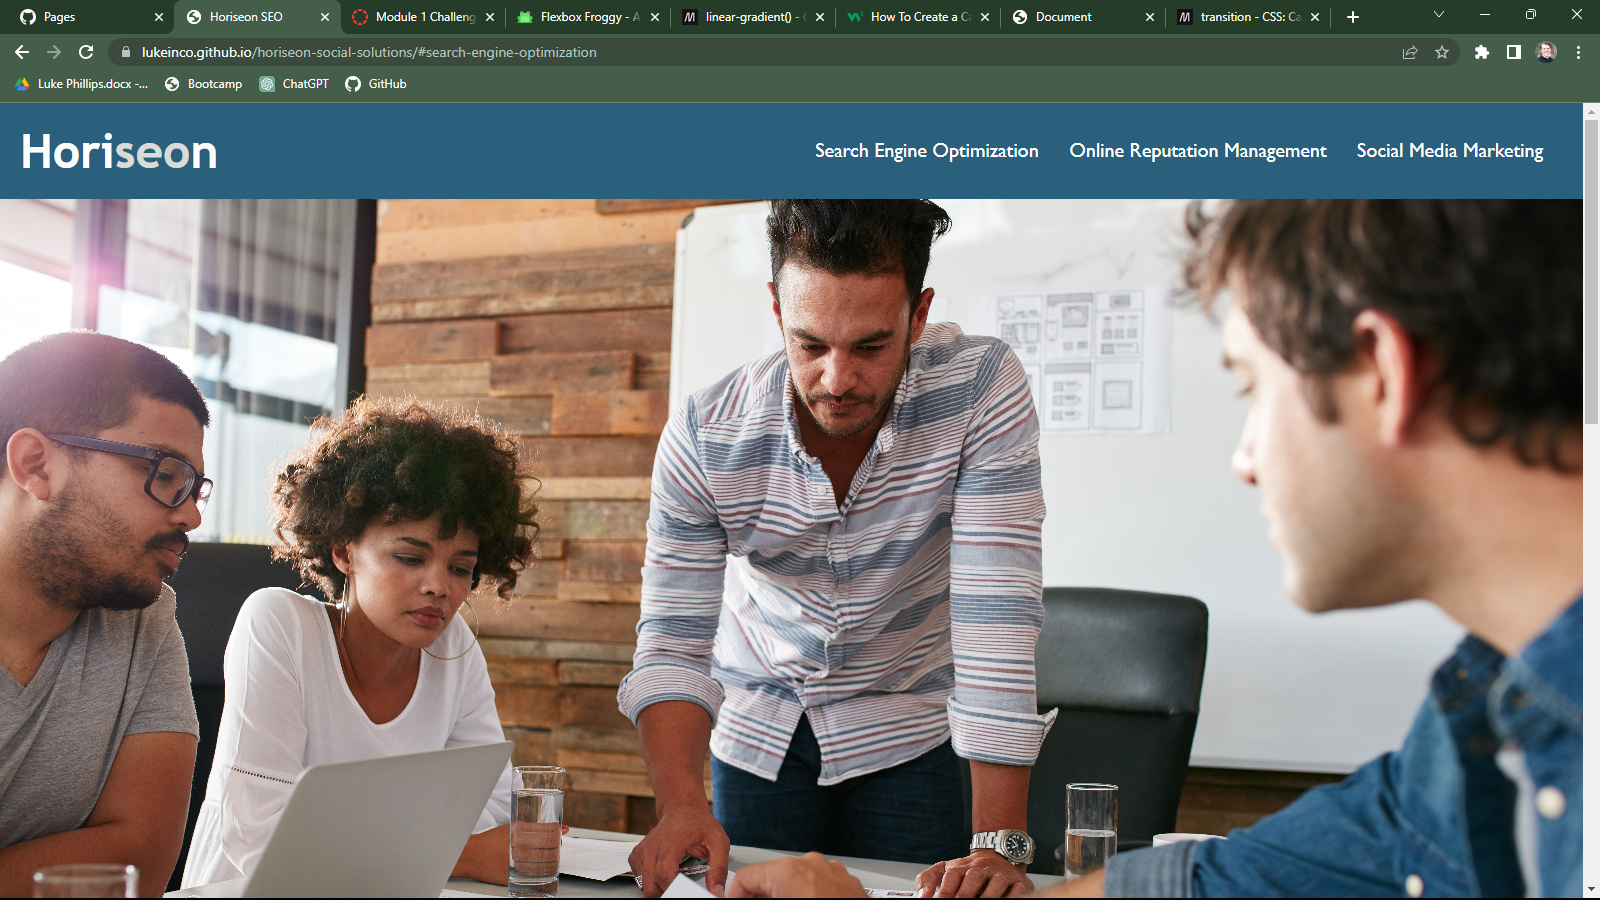 Pages
Horiseon SEO
Module 1 Challeng
Flexbox Froggy - A
linear-gradient() - C
How To Create a Ca
Document
transition - CSS: Ca
lukeinco.github.io/horiseon-social-solutions/#search-engine-optimization
Luke Phillips.docx -...
Bootcamp
ChatGPT
GitHub
Horiseon
Search Engine Optimization
Online Reputation Management
Social Media Marketing